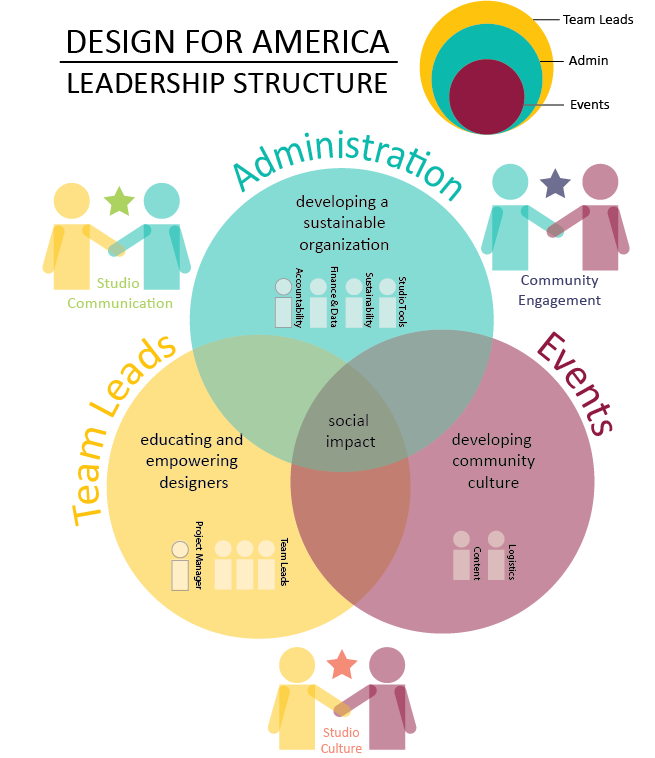 DESIGN FOR AMERICA
LEADERSHIP STRUCTURE
Team Leads
Admin
Events
Administration
developing a
sustainable
organization
Accountability
Finance & Data
Sustainability
Studio Tools
Studio
Communication
Community
Engagement
Team Leads
educating and
empowering
designers
Project Manager
Team Leads
social
impact
Events
developing
community
culture
Content
Logistics
Studio
Culture